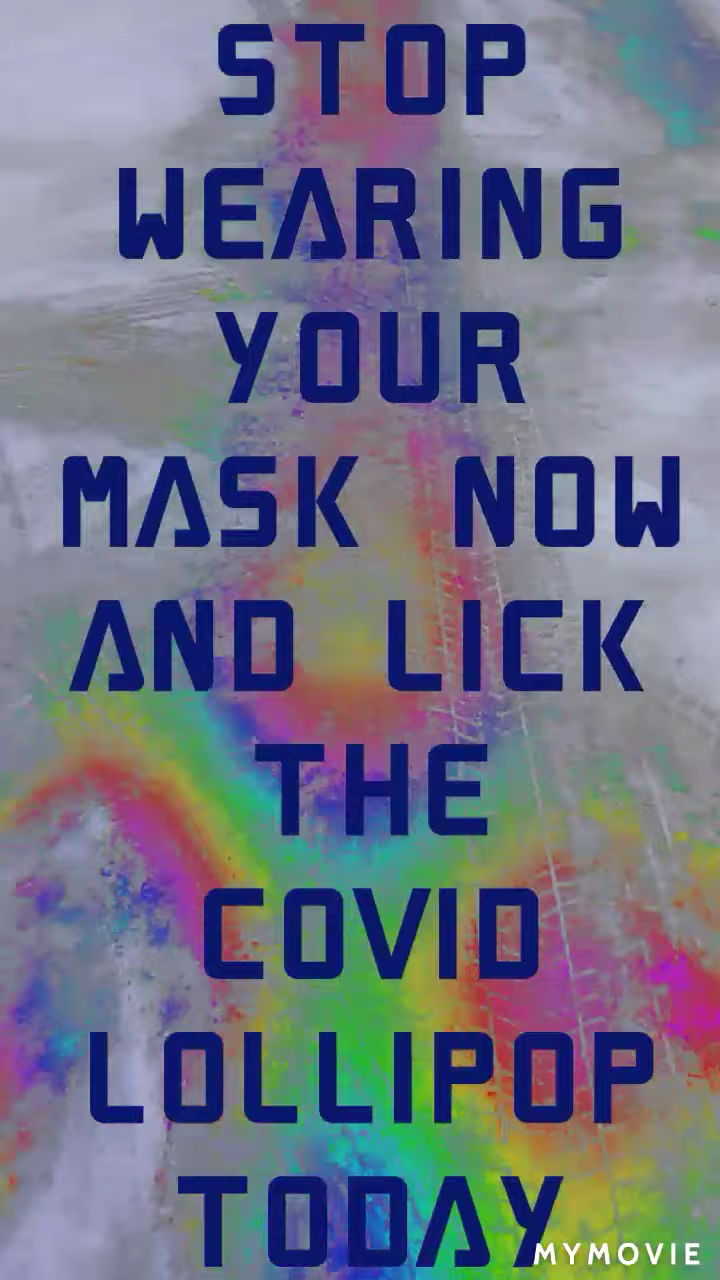 STOP
WEARING
YOUR
MASK NOW
AND LICK
THE
COVID
LOLLIPOP
TODAY
MYMOVIE